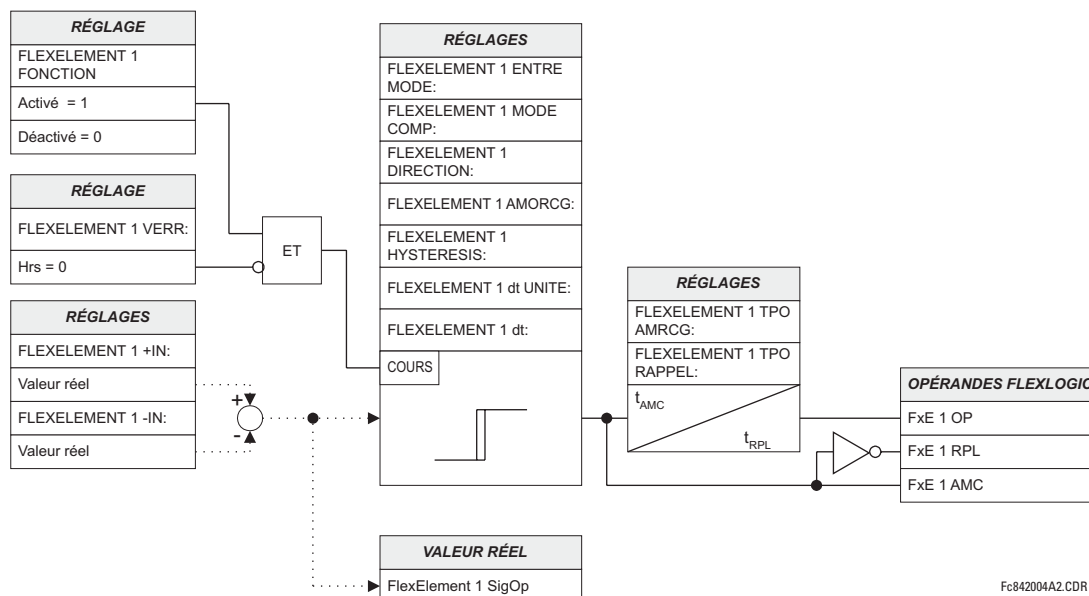 RÉGLAGE
FLEXELEMENT 1
FONCTION
Activé = 1
Déactivé = 0
RÉGLAGE
FLEXELEMENT 1 VERR:
Hrs = 0
RÉGLAGES
FLEXELEMENT 1 +IN:
Valeur réel
FLEXELEMENT 1 -IN:
Valeur réel
ET
+
-
RÉGLAGES
FLEXELEMENT 1 ENTRE
MODE:
FLEXELEMENT 1 MODE
COMP:
FLEXELEMENT 1
DIRECTION:
FLEXELEMENT 1 AMORCG:
FLEXELEMENT 1
HYSTERESIS:
FLEXELEMENT 1 dt UNITE:
FLEXELEMENT 1 dt:
COURS
VALEUR RÉEL
FlexElement 1 SigOp
RÉGLAGES
FLEXELEMENT 1 TPO
AMRCG:
FLEXELEMENT 1 TPO
RAPPEL:
tAMC
tRPL
OPÉRANDES FLEXLOGIC
FxE 1 OP
FxE 1 RPL
FxE 1 AMC
Fc842004A2.CDR